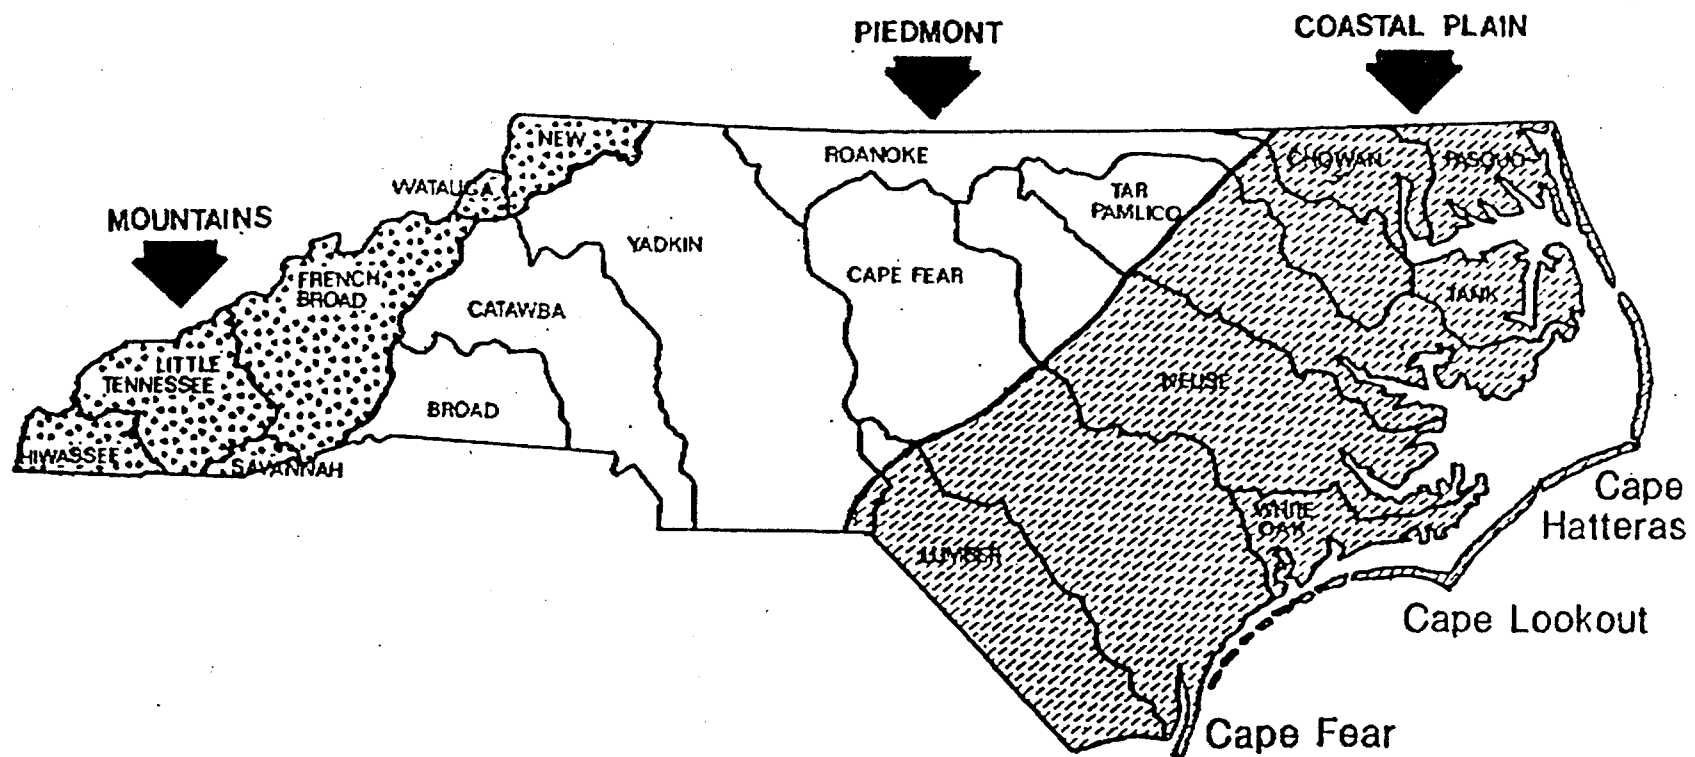 PIEDMONT
COASTAL PLAIN
MOUNTAINS
NEW
WATAUGA
ROANOKE
CHOWAN
PASQUO-
TAR
PAMLICO
YADKIN
FRENCH
BROAD
CAPE FEAR
TANK
CATAWBA
LITTLE
TENNESSEE
BROAD
NEUSE
HIWASSEE
SAVANNAH
WHITE
OAK
LUMBER
Cape
Hatteras
Cape Lookout
Cape Fear